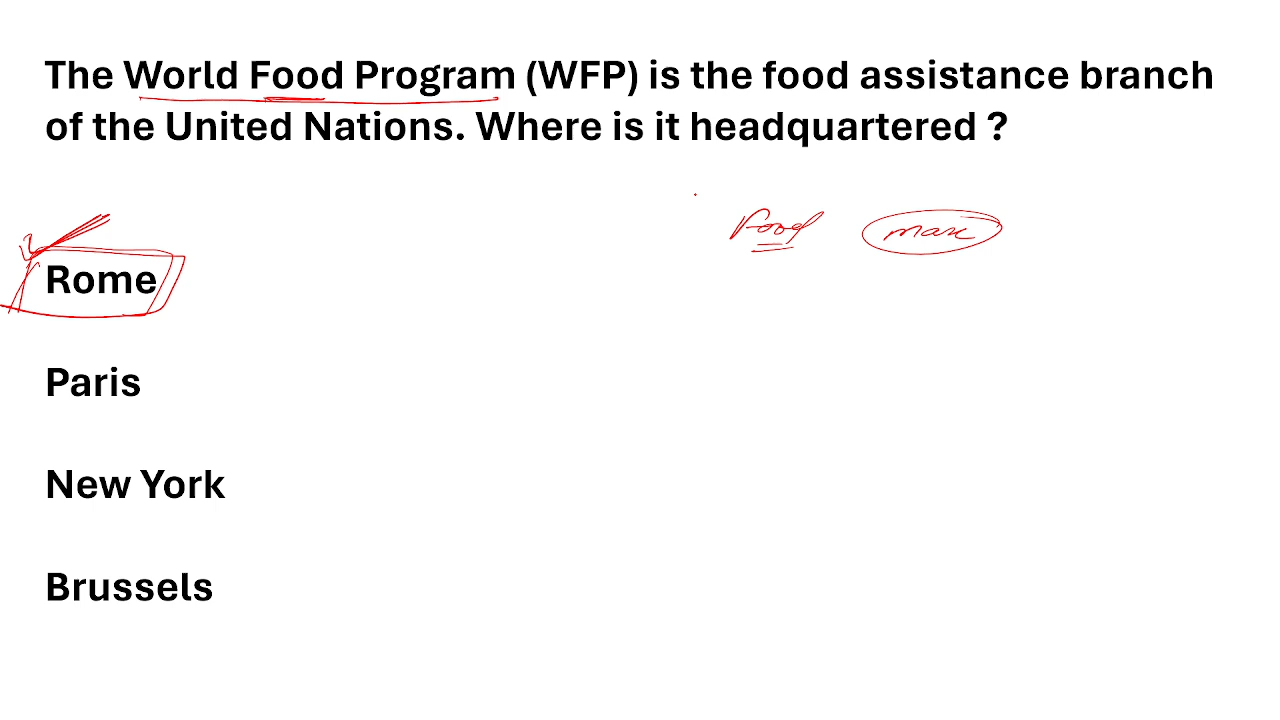 The World Food Program (WFP) is the food assistance branch
of the United Nations. Where is it headquartered ?
Food
Rome
Paris
New York
Brussels